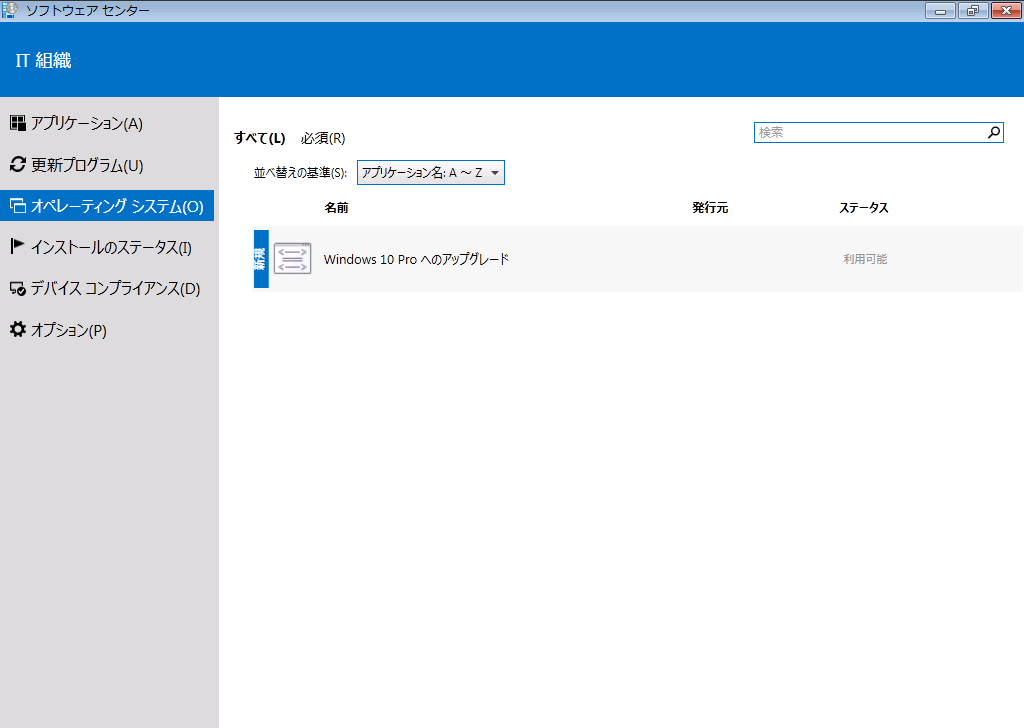 ソフトウェア センター
IT 組織
アプリケーション(A)
更新プログラム(U)
オペレーティング システム(O)
インストールのステータス(I)
デバイス コンプライアンス(D)
オプション(P)
すべて(L) 必須(R)
検索
並べ替えの基準(S): アプリケーション名: A ～ Z
名前 発行元 ステータス
新規 Windows 10 Pro へのアップグレード 利用可能